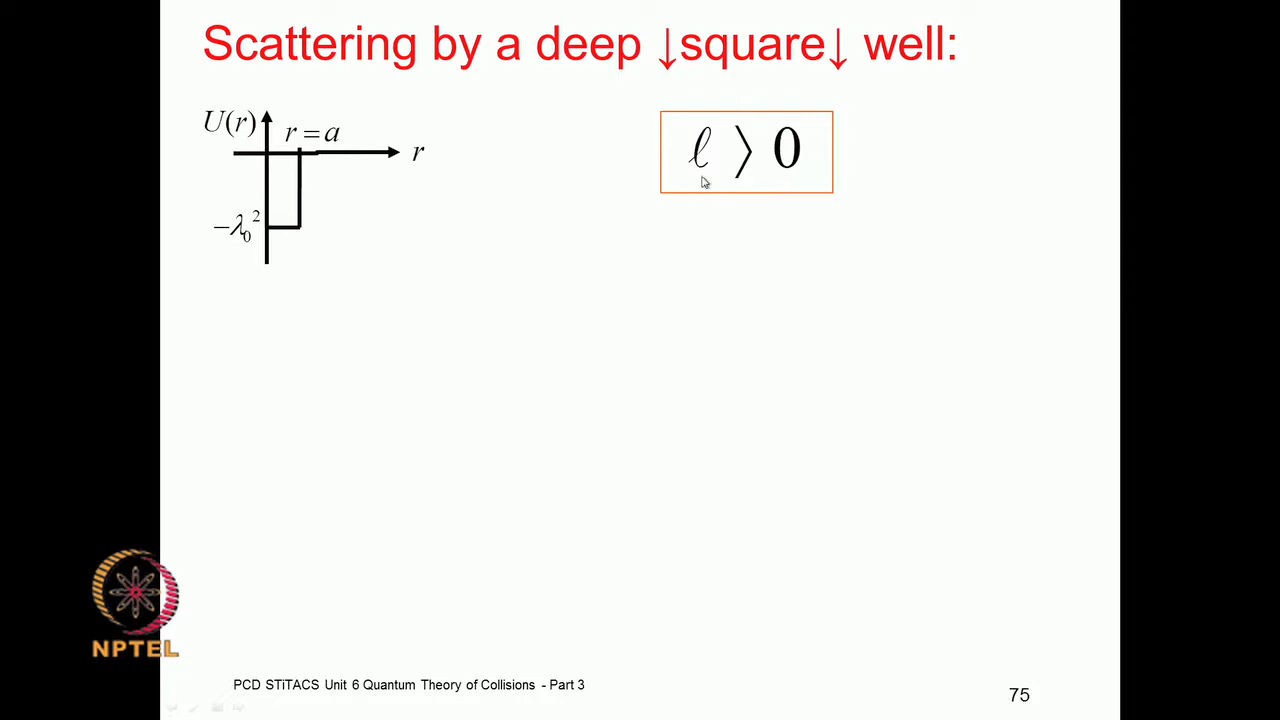 Scattering by a deep ↓square↓ well:
U(r)
r = a
r
−λ₀²
ℓ 〉 0
NPTEL
PCD STiTACS Unit 6 Quantum Theory of Collisions - Part 3
75